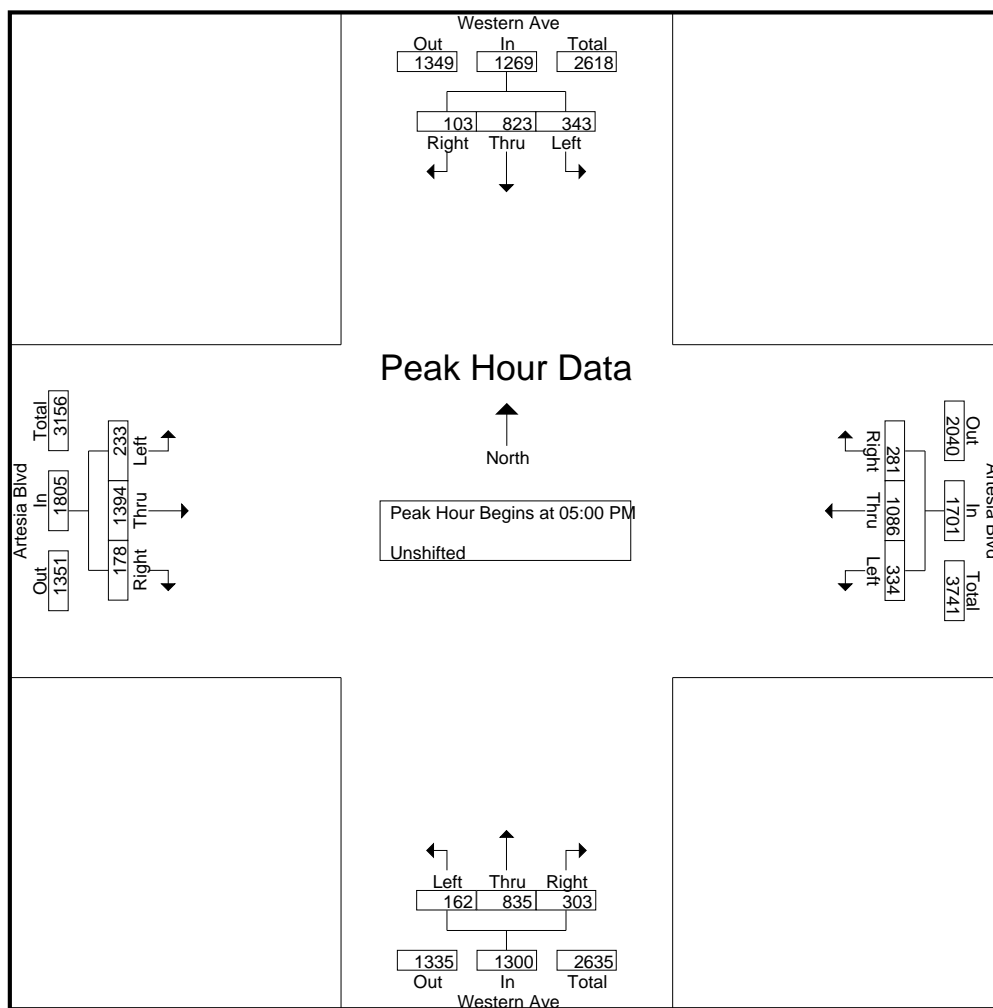 Western Ave
Out In Total
1349 1269 2618
103 823 343
Right Thru Left
Peak Hour Data
North
Peak Hour Begins at 05:00 PM
Unshifted
Artesia Blvd
Out In Total
1351 1805 3156
178 1394 233
Right Thru Left
Artesia Blvd
Out In Total
2040 1701 3741
281 1086 334
Right Thru Left
Left Thru Right
162 835 303
1335 1300 2635
Out In Total
Western Ave